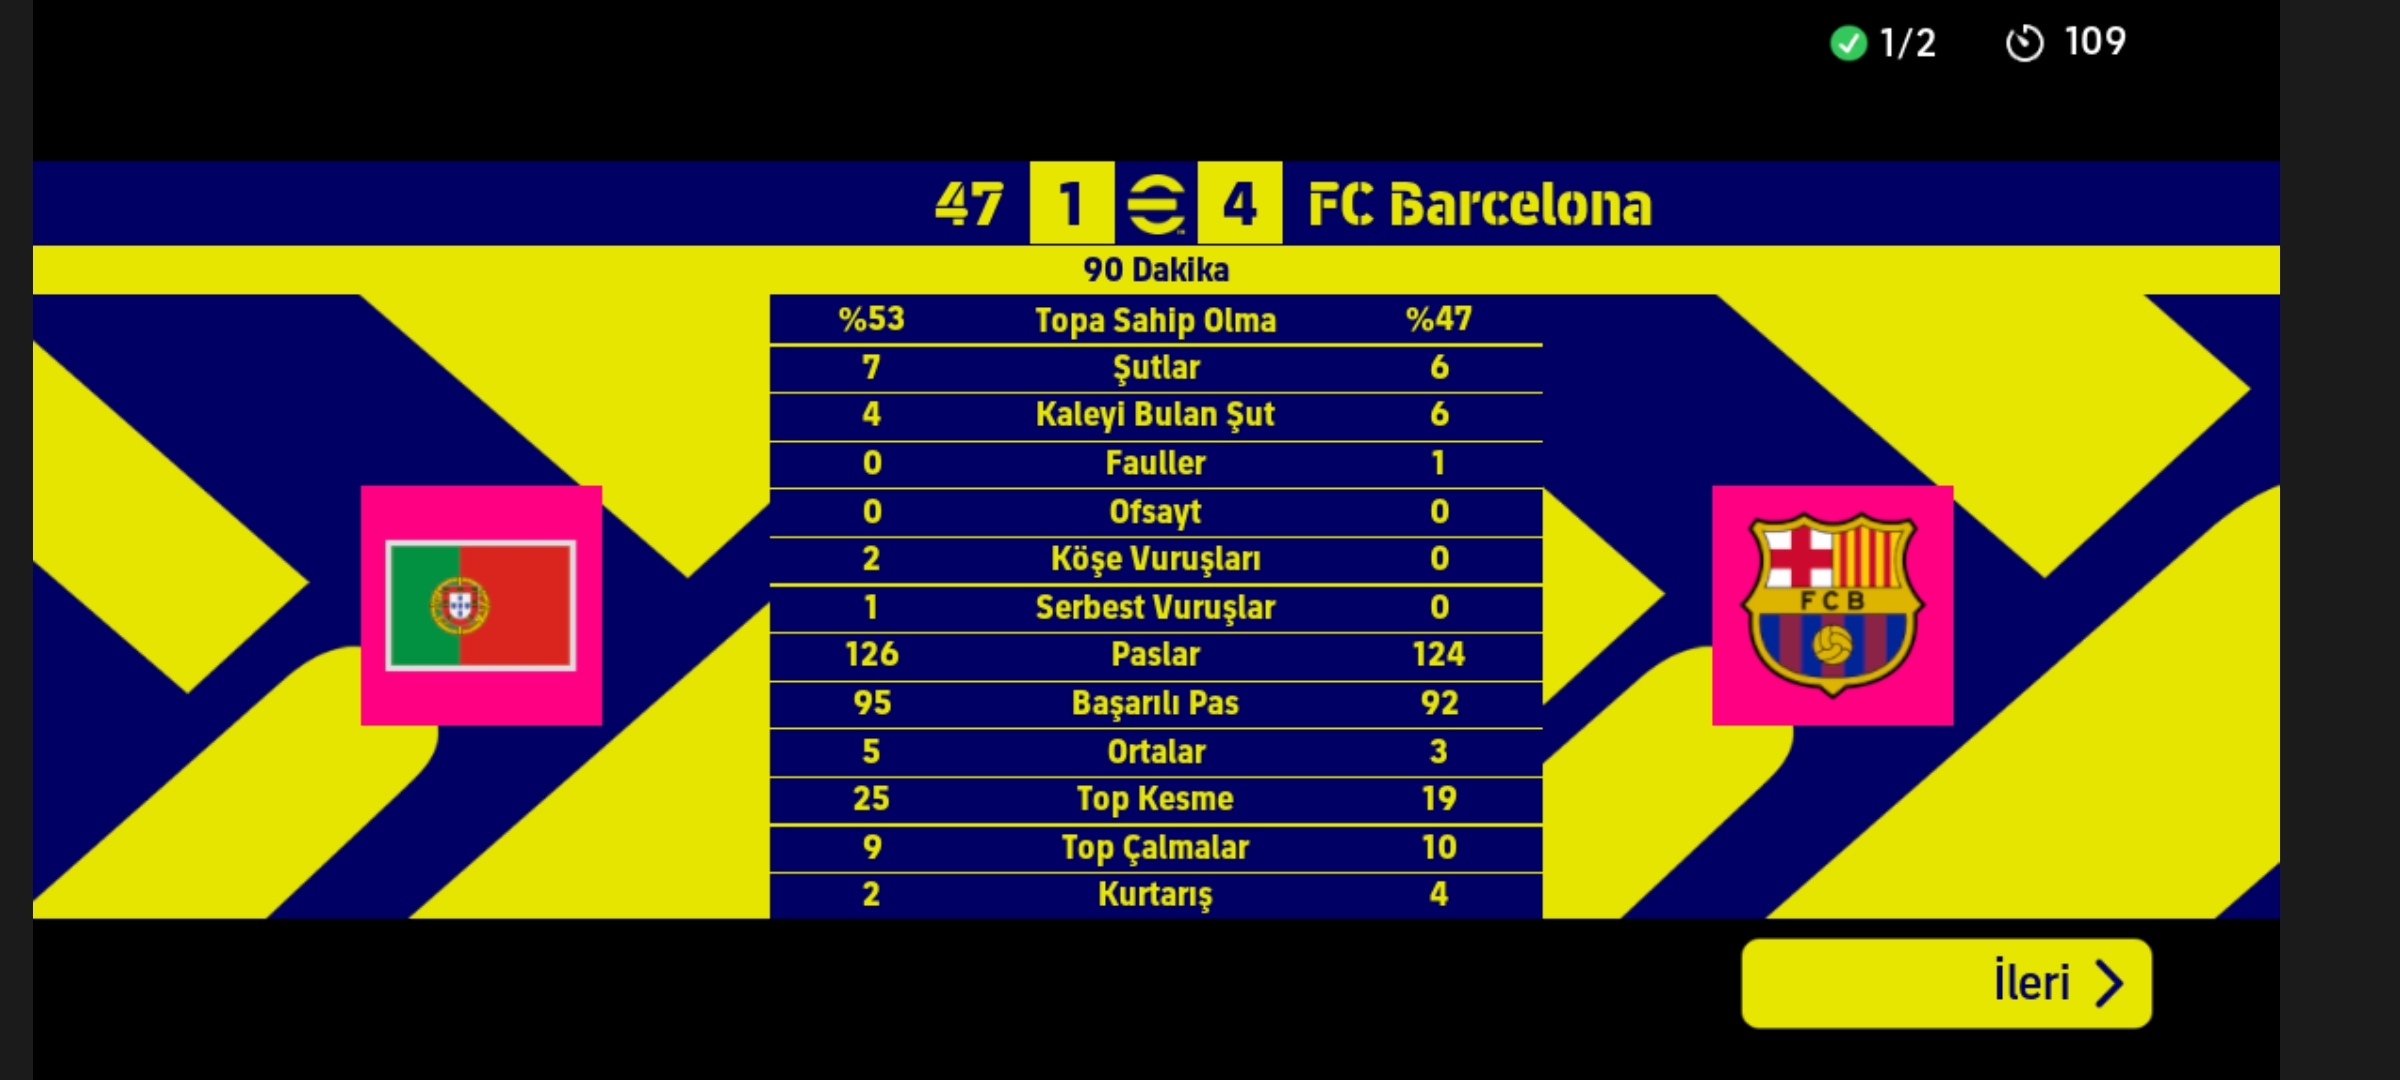 1/2 109
47 1 4 FC Barcelona
90 Dakika
%53 Topa Sahip Olma %47
7 Şutlar 6
4 Kaleyi Bulan Şut 6
0 Fauller 1
0 Ofsayt 0
2 Köşe Vuruşları 0
1 Serbest Vuruşlar 0
126 Paslar 124
95 Başarılı Pas 92
5 Ortalar 3
25 Top Kesme 19
9 Top Çalmalar 10
2 Kurtarış 4
FCB
İleri